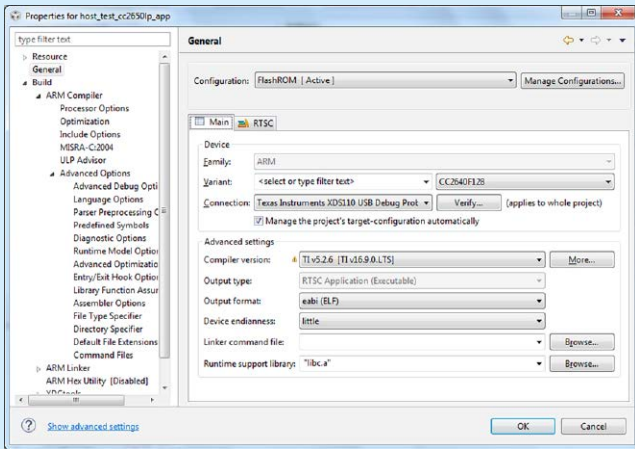 Properties for host_test_cc2650lp_app
type filter text
Resource
General
Build
ARM Compiler
Processor Options
Optimization
Include Options
MISRA-C:2004
ULP Advisor
Advanced Options
Advanced Debug Opti
Language Options
Parser Preprocessing C
Predefined Symbols
Diagnostic Options
Runtime Model Option
Advanced Optimizatio
Entry/Exit Hook Option
Library Function Assur
Assembler Options
File Type Specifier
Directory Specifier
Default File Extensions
Command Files
ARM Linker
ARM Hex Utility [Disabled]
XDCtools
General
Configuration: FlashROM [ Active ] Manage Configurations...
Main RTSC
Device
Family: ARM
Variant: <select or type filter text> CC2640F128
Connection: Texas Instruments XDS110 USB Debug Prob Verify... (applies to whole project)
Manage the project's target-configuration automatically
Advanced settings
Compiler version: TI v5.2.6 [TI v16.9.0.LTS] More...
Output type: RTSC Application (Executable)
Output format: eabi (ELF)
Device endianness: little
Linker command file: Browse...
Runtime support library: "libc.a" Browse...
Show advanced settings
OK Cancel